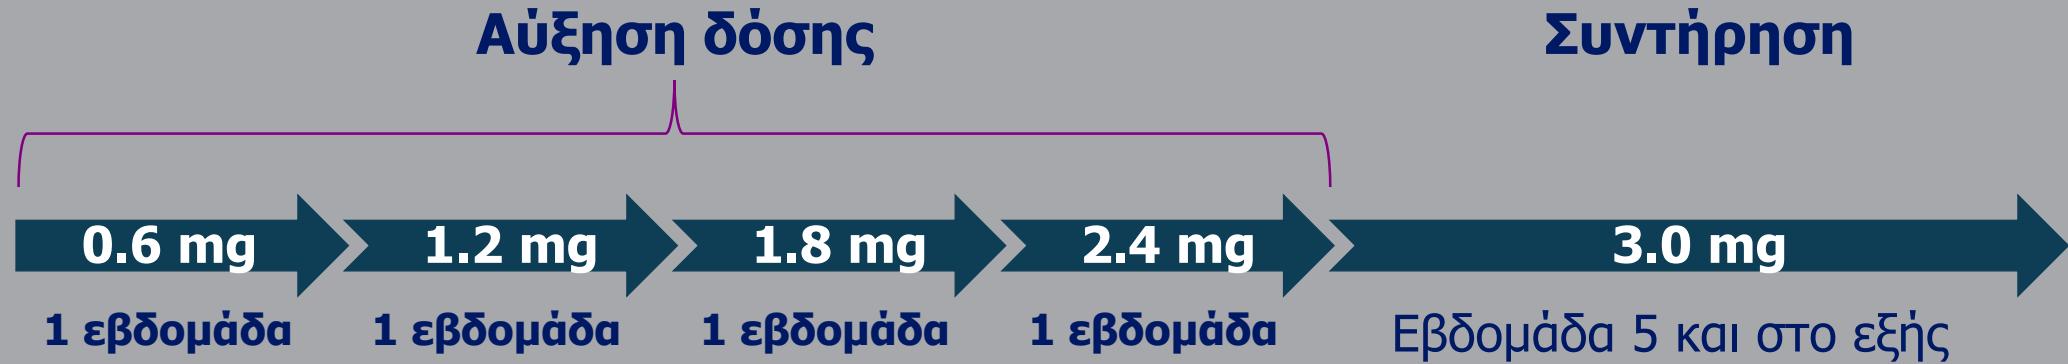 Αύξηση δόσης
Συντήρηση
0.6 mg
1.2 mg
1.8 mg
2.4 mg
3.0 mg
1 εβδομάδα
1 εβδομάδα
1 εβδομάδα
1 εβδομάδα
Εβδομάδα 5 και στο εξής